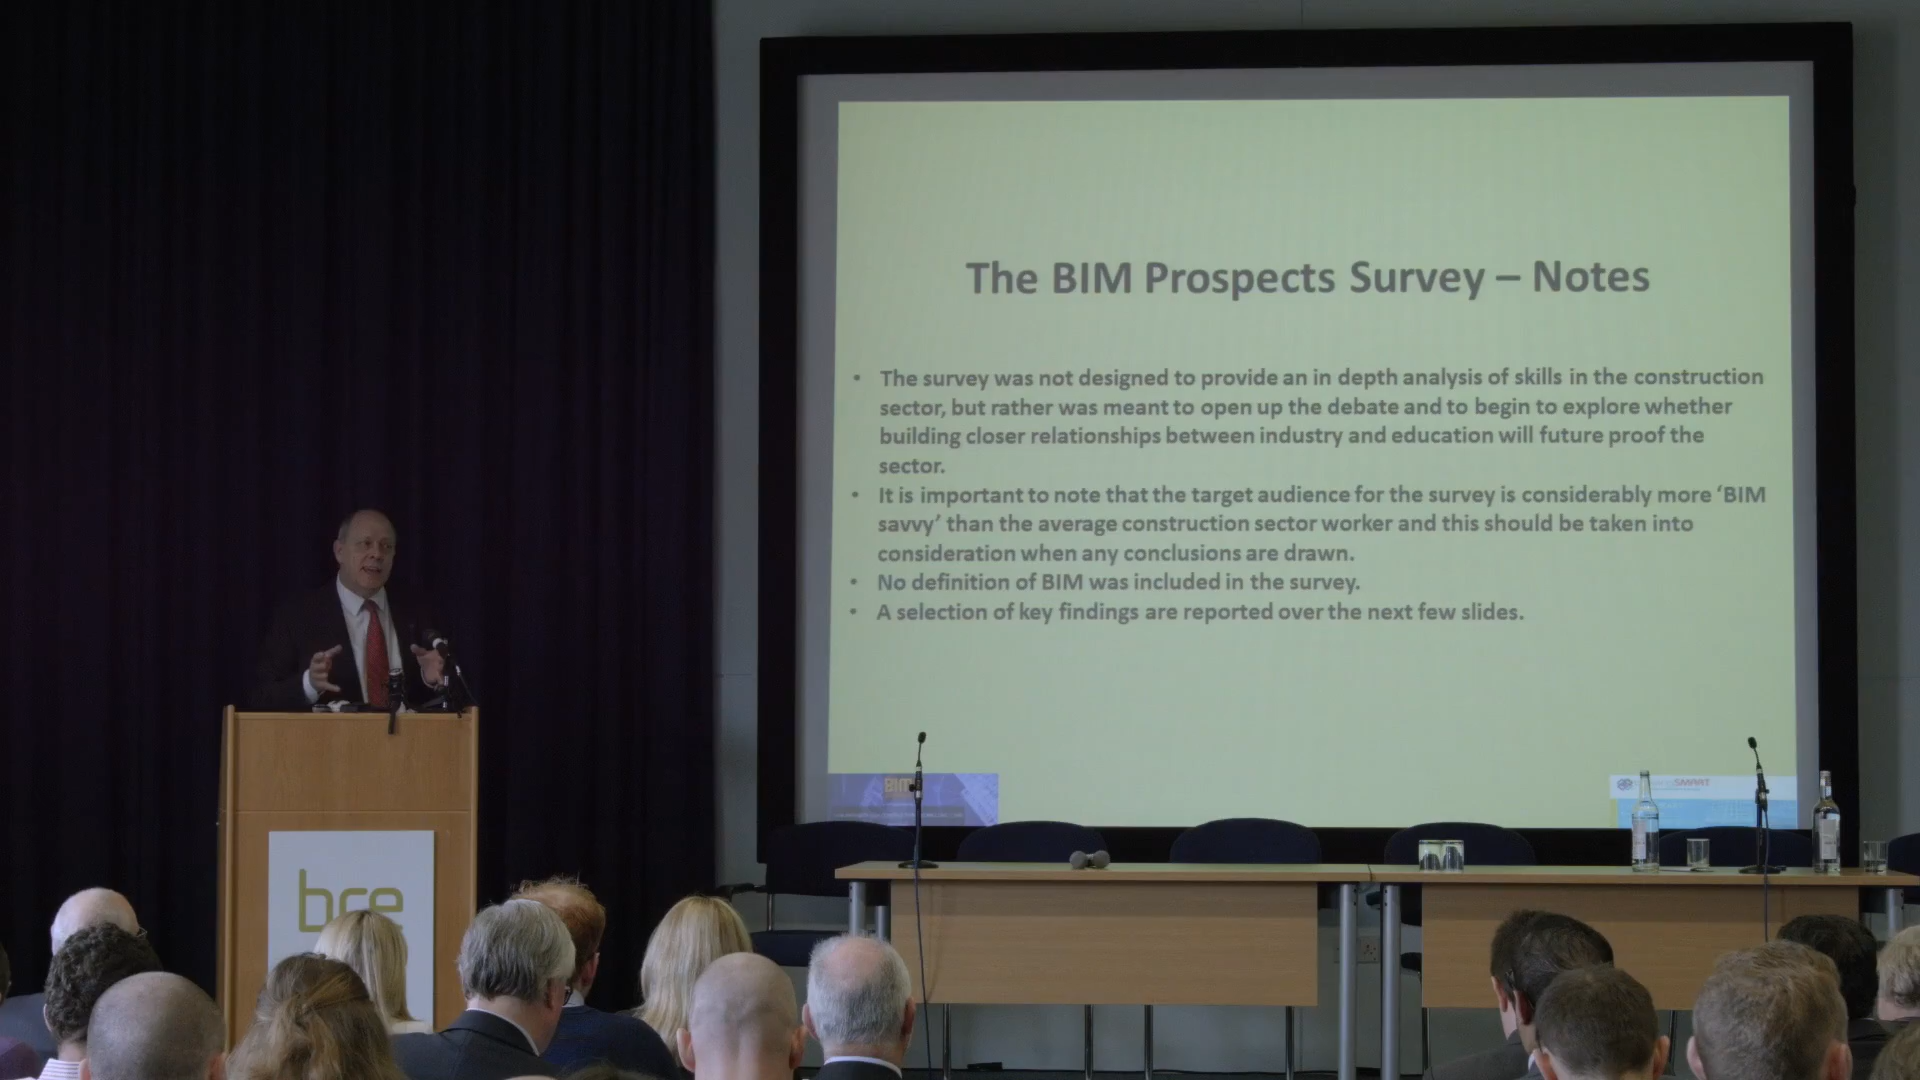 The BIM Prospects Survey – Notes
• The survey was not designed to provide an in depth analysis of skills in the construction
sector, but rather was meant to open up the debate and to begin to explore whether
building closer relationships between industry and education will future proof the
sector.
• It is important to note that the target audience for the survey is considerably more ‘BIM
savvy’ than the average construction sector worker and this should be taken into
consideration when any conclusions are drawn.
• No definition of BIM was included in the survey.
• A selection of key findings are reported over the next few slides.
BIM
SMART
bre